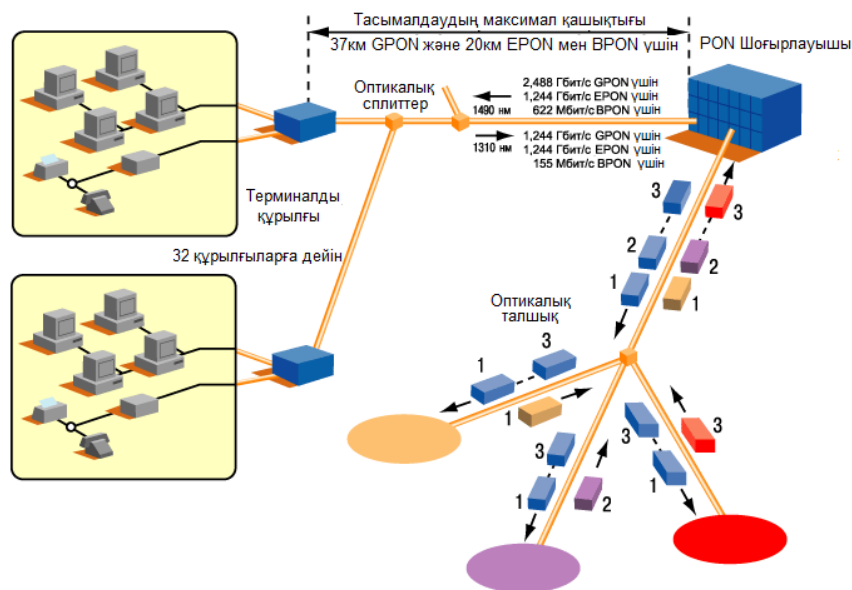 Тасымалдаудың максимал қашықтығы
37км GPON және 20км EPON мен BPON үшін
PON Шоғырлауышы
Оптикалық
сплиттер
2,488 Гбит/с GPON үшін
1,244 Гбит/с EPON үшін
622 Мбит/с BPON үшін
1490 нм
1310 нм
1,244 Гбит/с GPON үшін
1,244 Гбит/с EPON үшін
155 Мбит/с BPON үшін
Терминалды
құрылғы
32 құрылғыларға дейін
3
3
2
2
1
1
Оптикалық
талшық
1
3
1
3
3
3
1
2
1